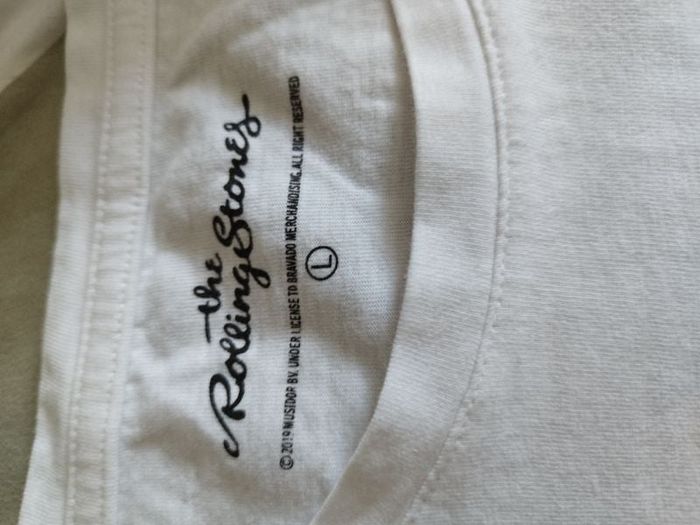 the
Rolling Stones
© 2019 MUSIDOR BV. UNDER LICENSE TO BRAVADO MERCHANDISING.ALL RIGHT RESERVED
L